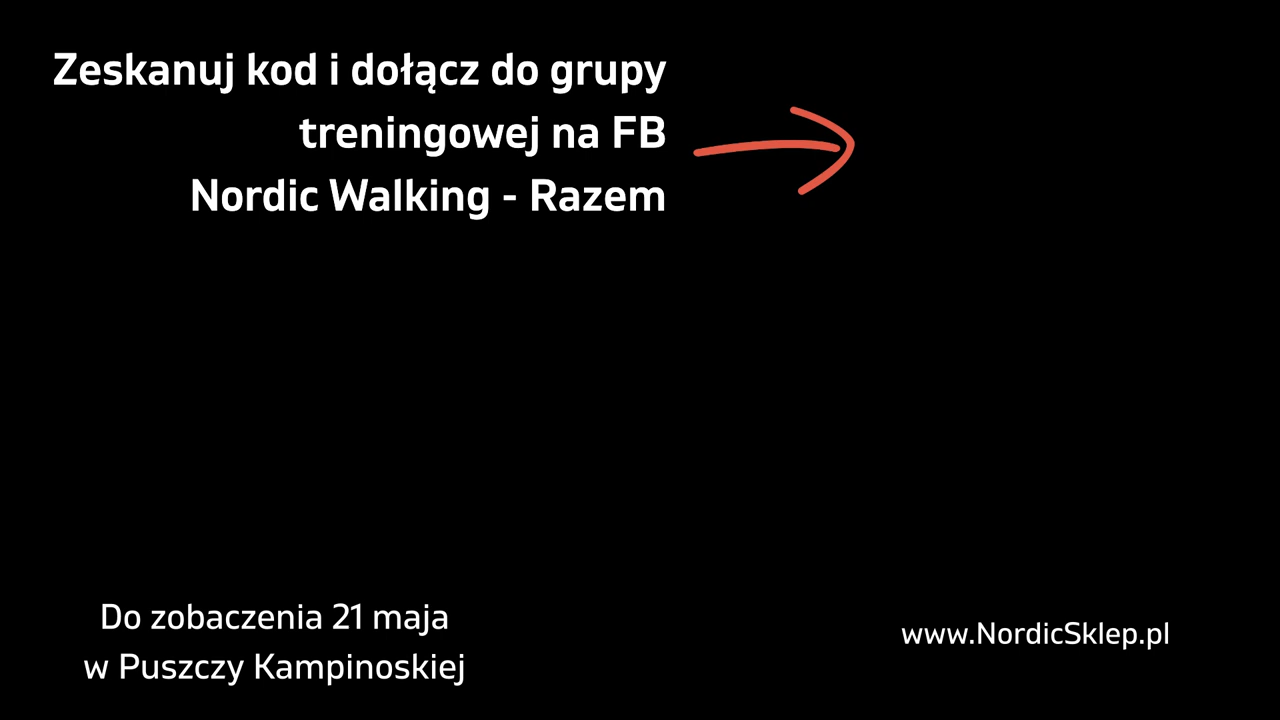 Zeskanuj kod i dołącz do grupy
treningowej na FB
Nordic Walking - Razem
Do zobaczenia 21 maja
w Puszczy Kampinoskiej
www.NordicSklep.pl